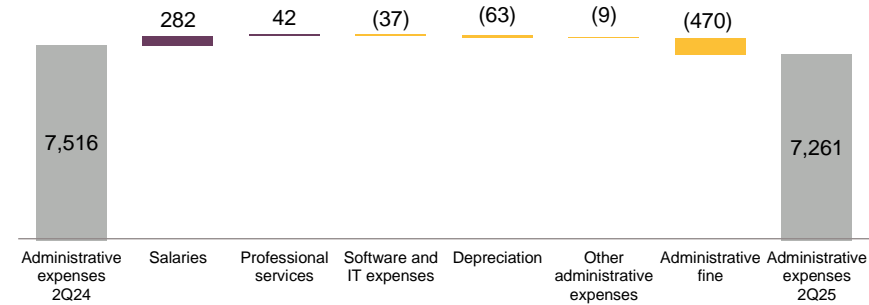 282
42
(37)
(63)
(9)
(470)
7,516
7,261
Administrative
expenses
2Q24
Salaries
Professional
services
Software and
IT expenses
Depreciation
Other
administrative
expenses
Administrative
fine
Administrative
expenses
2Q25